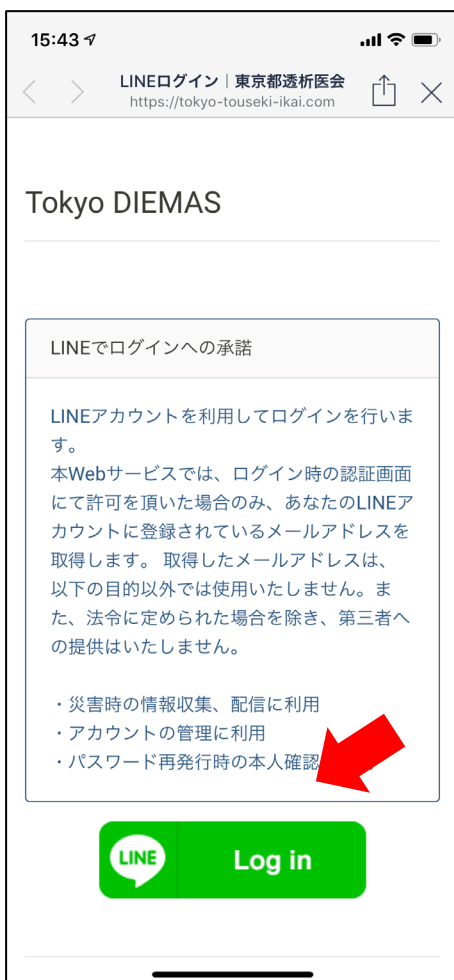 15:43
LINEログイン｜東京都透析医会
https://tokyo-touseki-ikai.com
Tokyo DIEMAS
LINEでログインへの承諾
LINEアカウントを利用してログインを行いま
す。
本Webサービスでは、ログイン時の認証画面
にて許可を頂いた場合のみ、あなたのLINEア
カウントに登録されているメールアドレスを
取得します。 取得したメールアドレスは、
以下の目的以外では使用いたしません。ま
た、法令に定められた場合を除き、第三者へ
の提供はいたしません。
・災害時の情報収集、配信に利用
・アカウントの管理に利用
・パスワード再発行時の本人確認
LINE
Log in